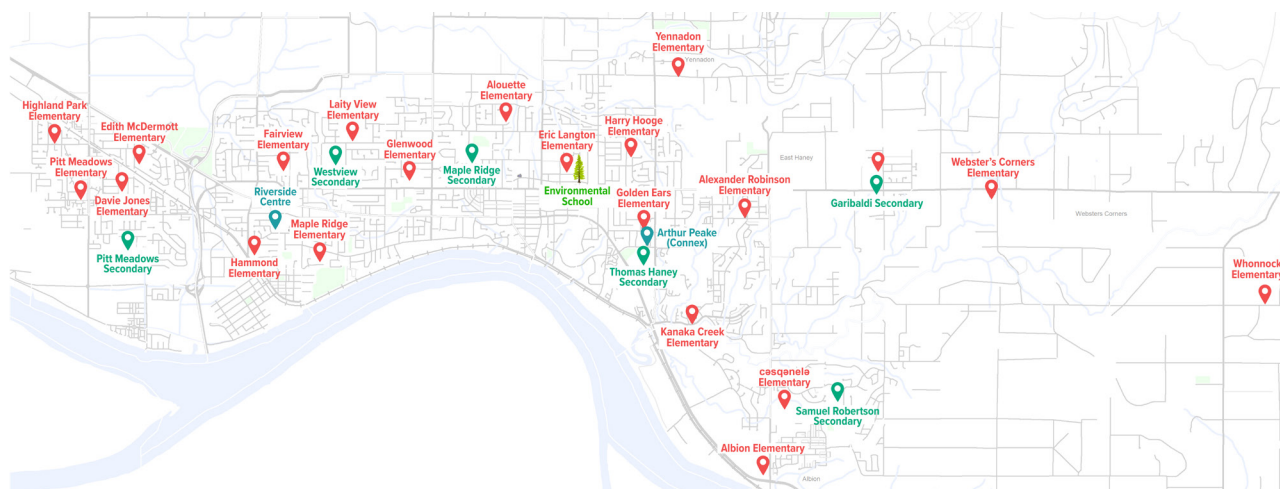 Yennadon
Elementary
Yennadon
Alouette
Elementary
Highland Park
Elementary
Laity View
Elementary
Edith McDermott
Elementary
Fairview
Elementary
Harry Hooge
Elementary
Eric Langton
Elementary
Glenwood
Elementary
East Haney
Pitt Meadows
Elementary
Westview
Secondary
Maple Ridge
Secondary
Webster's Corners
Elementary
Alexander Robinson
Elementary
Environmental
School
Riverside
Centre
Golden Ears
Elementary
Davie Jones
Elementary
Garibaldi Secondary
Websters Corners
Maple Ridge
Elementary
Arthur Peake
(Connex)
Pitt Meadows
Secondary
Hammond
Elementary
Thomas Haney
Secondary
Whonnock
Elementary
Kanaka Creek
Elementary
c̓əsqənelə
Elementary
Samuel Robertson
Secondary
Albion Elementary
Albion